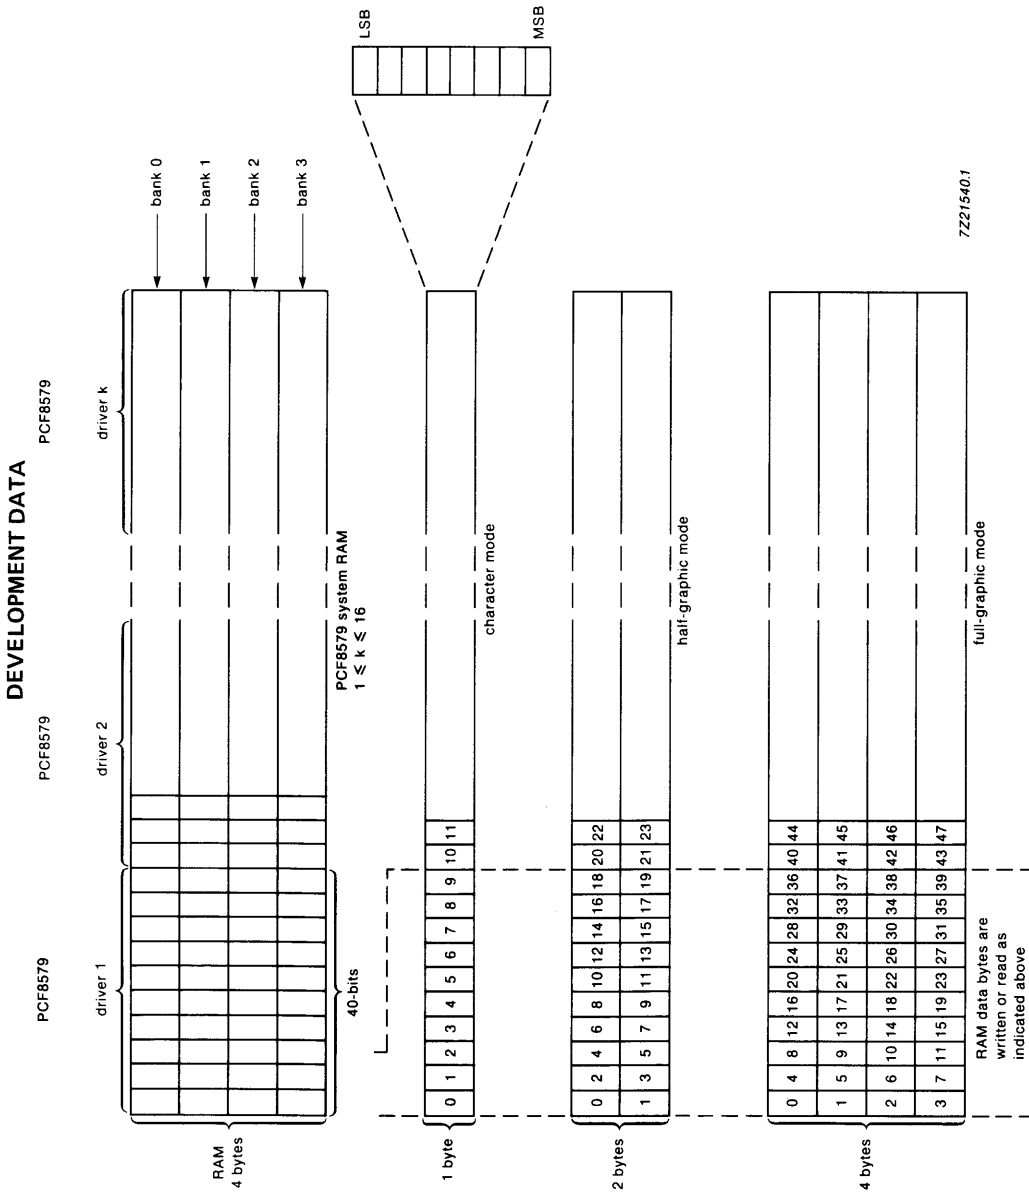 DEVELOPMENT DATA
PCF8579
PCF8579
PCF8579
driver 1
driver 2
driver k
RAM
4 bytes
bank 0
bank 1
bank 2
bank 3
40-bits
PCF8579 system RAM
1 ⩽ k ⩽ 16
LSB
MSB
1 byte
0 1 2 3 4 5 6 7 8 9 10 11
character mode
2 bytes
0 2 4 6 8 10 12 14 16 18 20 22
1 3 5 7 9 11 13 15 17 19 21 23
half-graphic mode
4 bytes
0 4 8 12 16 20 24 28 32 36 40 44
1 5 9 13 17 21 25 29 33 37 41 45
2 6 10 14 18 22 26 30 34 38 42 46
3 7 11 15 19 23 27 31 35 39 43 47
full-graphic mode
RAM data bytes are
written or read as
indicated above
7Z21540.1